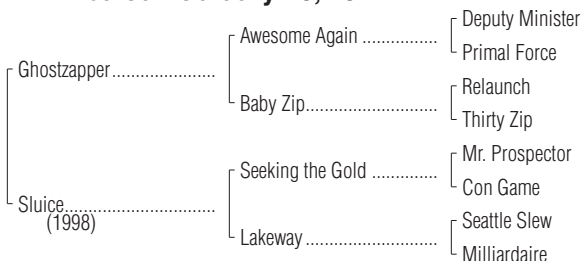 Awesome Again
Deputy Minister
Primal Force
Ghostzapper
Baby Zip
Relaunch
Thirty Zip
Seeking the Gold
Mr. Prospector
Con Game
Sluice
(1998)
Lakeway
Seattle Slew
Milliardaire